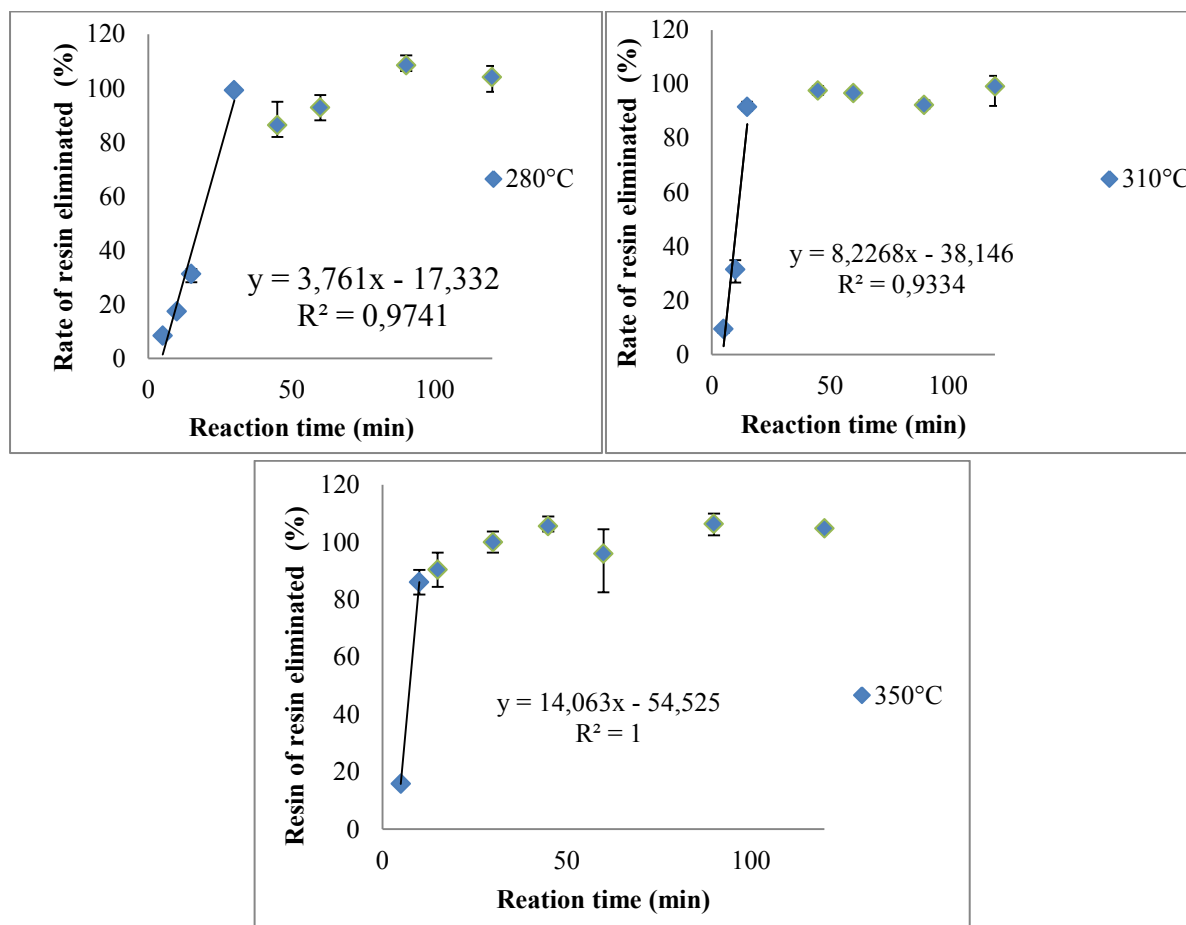 Rate of resin eliminated (%)
120
100
80
60
40
20
0
0
50
100
Reaction time (min)
280°C
y = 3,761x - 17,332
R² = 0,9741
Rate of resin eliminated (%)
120
100
80
60
40
20
0
0
50
100
Reaction time (min)
310°C
y = 8,2268x - 38,146
R² = 0,9334
Resin of resin eliminated (%)
120
100
80
60
40
20
0
0
50
100
Reation time (min)
350°C
y = 14,063x - 54,525
R² = 1